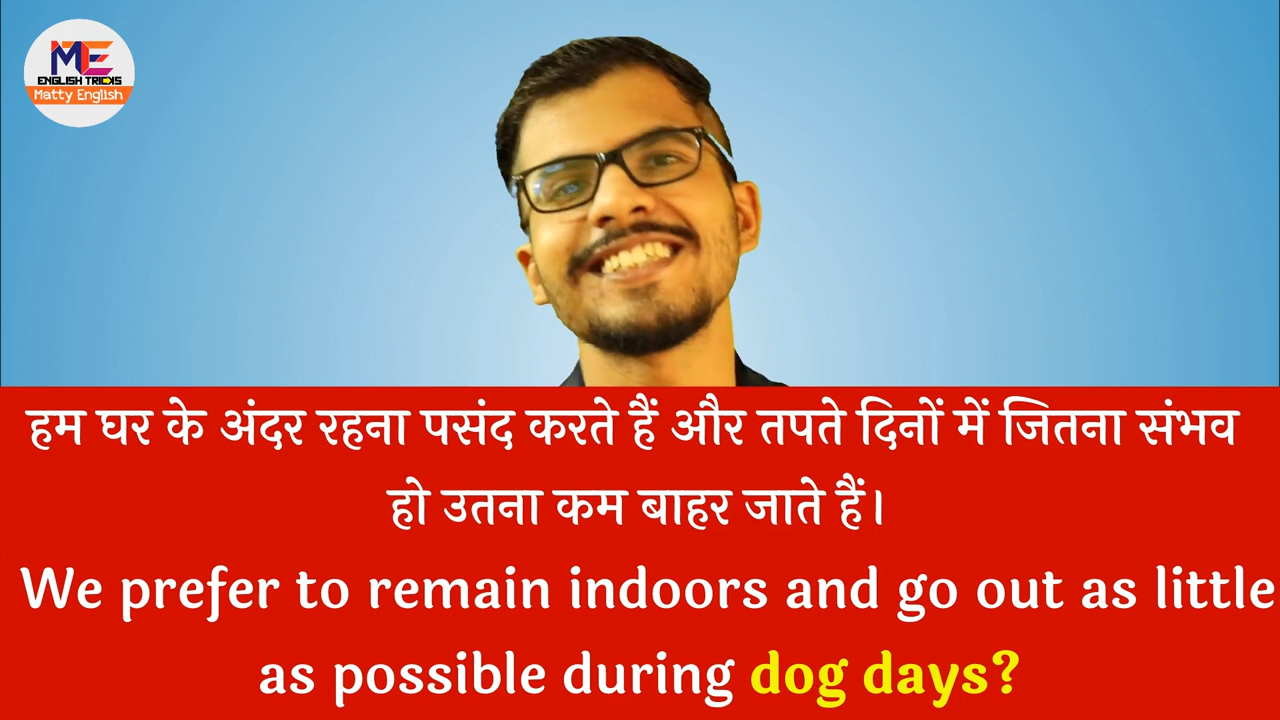 ME
ENGLISH TRICKS
Matty English
हम घर के अंदर रहना पसंद करते हैं और तपते दिनों में जितना संभव
हो उतना कम बाहर जाते हैं।
We prefer to remain indoors and go out as little
as possible during dog days?